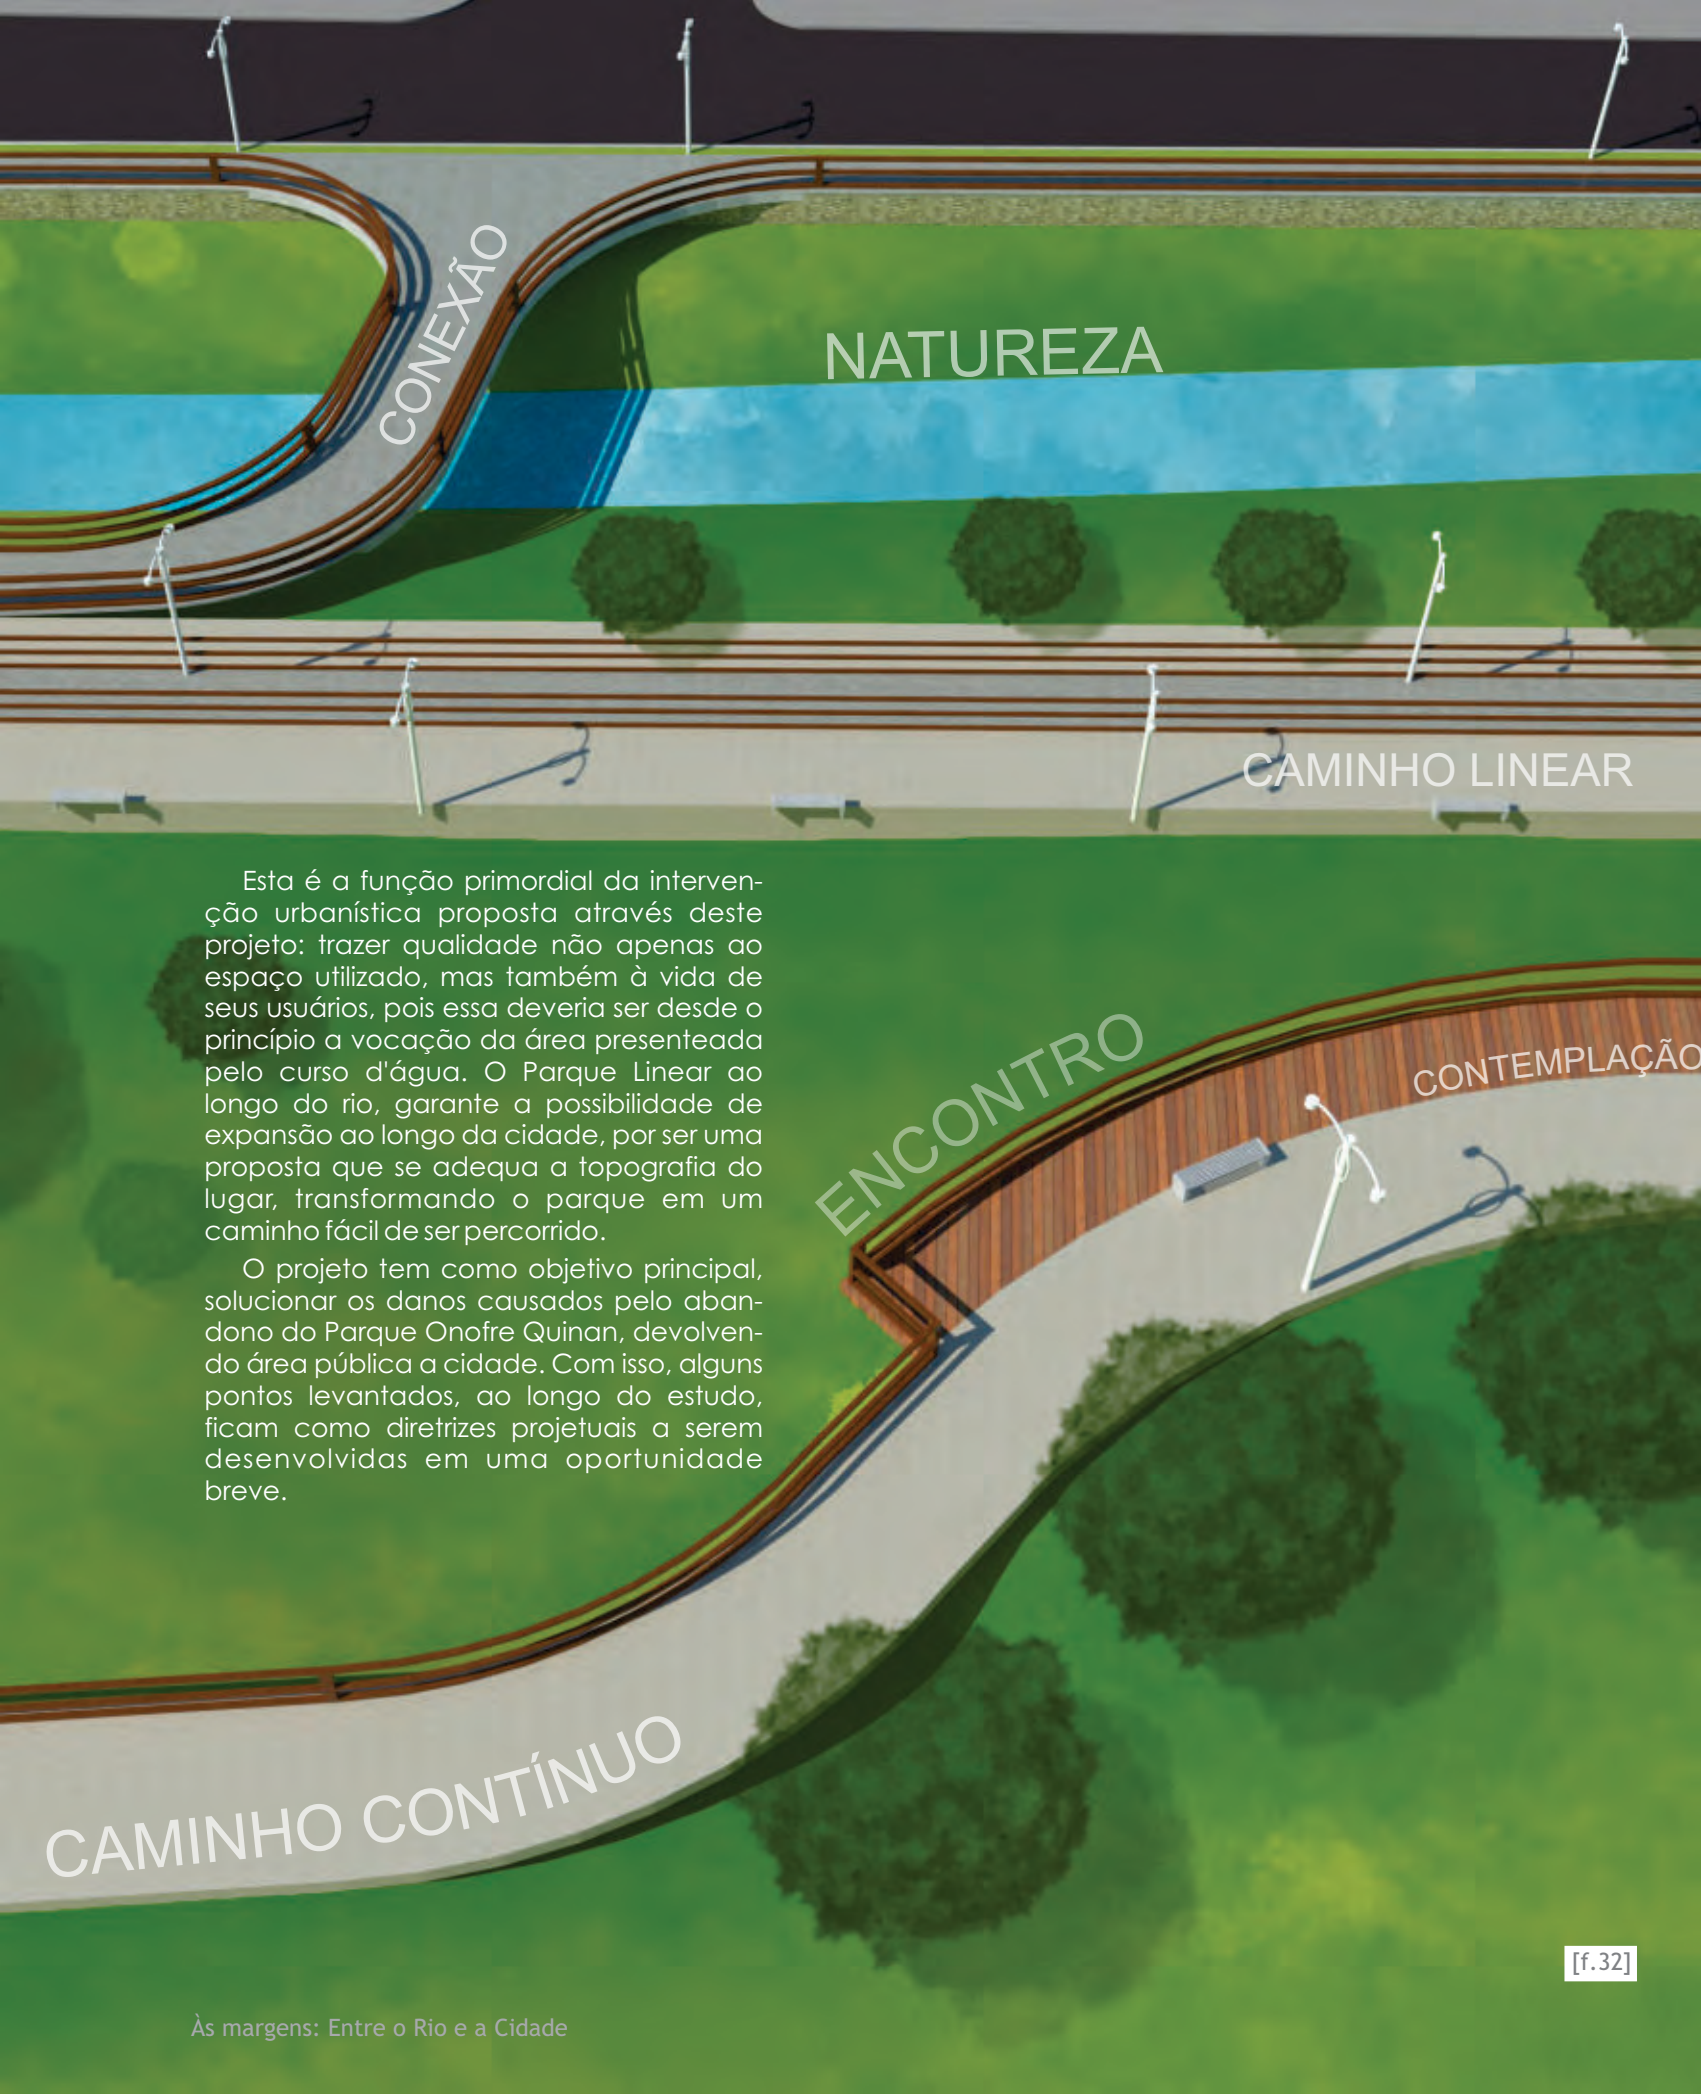 CONEXÃO
NATUREZA
CAMINHO LINEAR
Esta é a função primordial da interven-
ção urbanística proposta através deste
projeto: trazer qualidade não apenas ao
espaço utilizado, mas também à vida de
seus usuários, pois essa deveria ser desde o
princípio a vocação da área presenteada
pelo curso d'água. O Parque Linear ao
longo do rio, garante a possibilidade de
expansão ao longo da cidade, por ser uma
proposta que se adequa a topografia do
lugar, transformando o parque em um
caminho fácil de ser percorrido.
O projeto tem como objetivo principal,
solucionar os danos causados pelo aban-
dono do Parque Onofre Quinan, devolven-
do área pública a cidade. Com isso, alguns
pontos levantados, ao longo do estudo,
ficam como diretrizes projetuais a serem
desenvolvidas em uma oportunidade
breve.
ENCONTRO
CONTEMPLAÇÃO
CAMINHO CONTÍNUO
[f.32]
Às margens: Entre o Rio e a Cidade